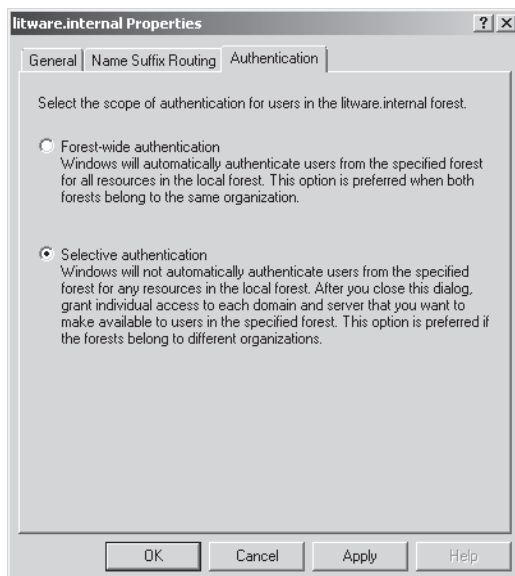 litware.internal Properties
General
Name Suffix Routing
Authentication
Select the scope of authentication for users in the litware.internal forest.
Forest-wide authentication
Windows will automatically authenticate users from the specified forest
for all resources in the local forest. This option is preferred when both
forests belong to the same organization.
Selective authentication
Windows will not automatically authenticate users from the specified
forest for any resources in the local forest. After you close this dialog,
grant individual access to each domain and server that you want to
make available to users in the specified forest. This option is preferred if
the forests belong to different organizations.
OK
Cancel
Apply
Help